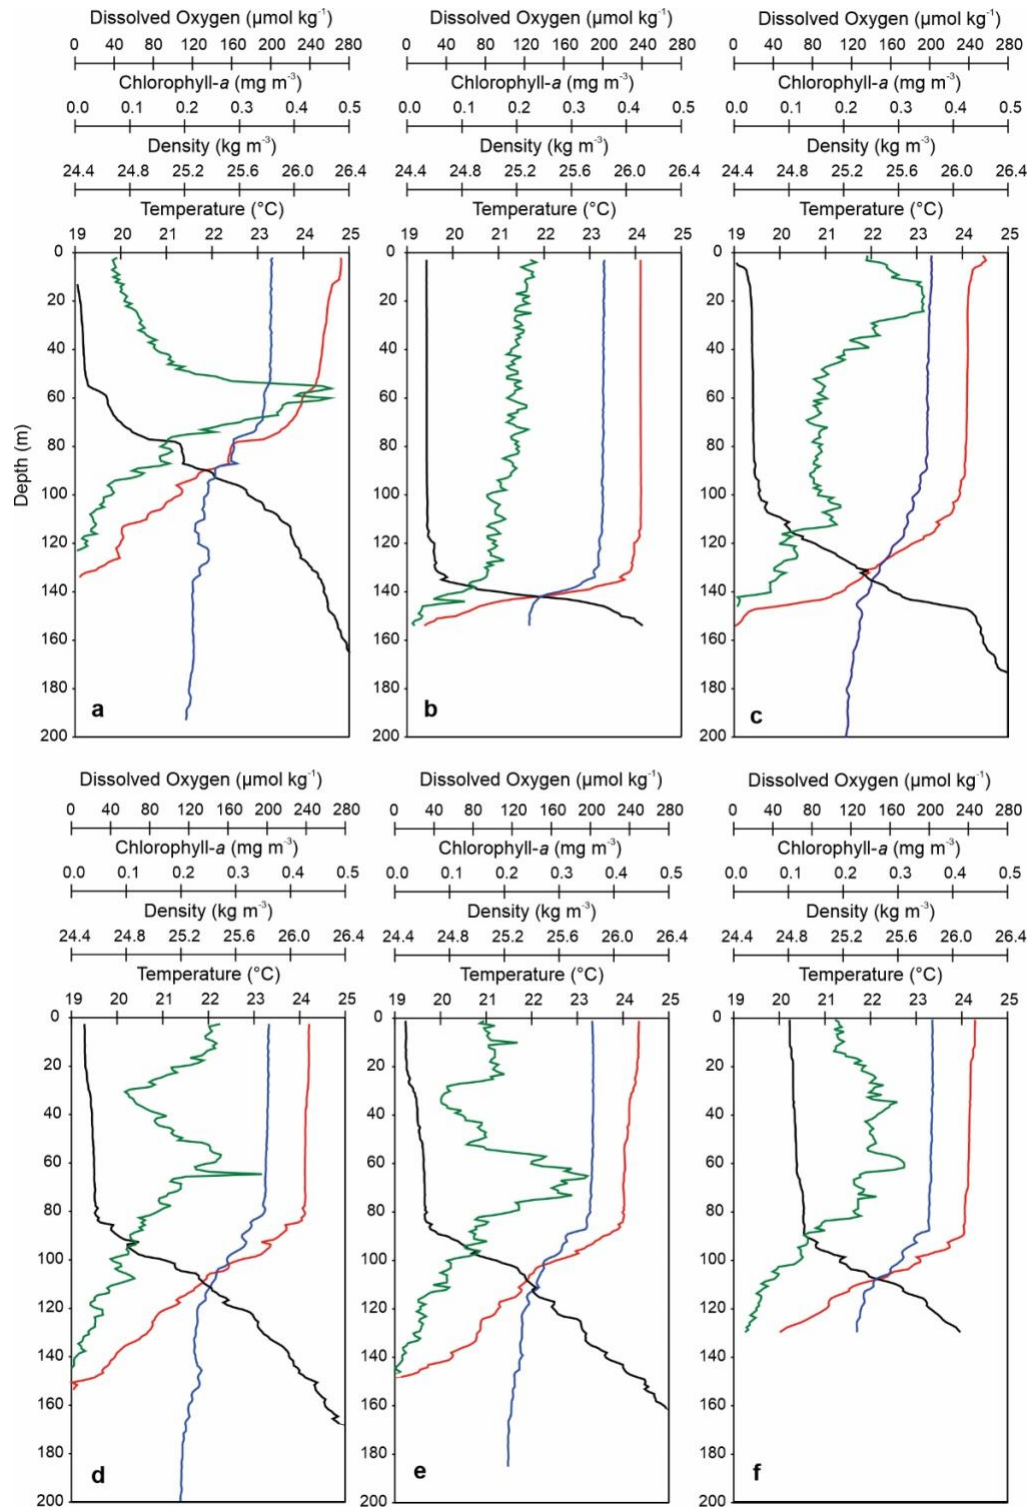 Dissolved Oxygen (µmol kg-1) Dissolved Oxygen (µmol kg-1) Dissolved Oxygen (µmol kg-1)
0 40 80 120 160 200 240 280 0 40 80 120 160 200 240 280 0 40 80 120 160 200 240 280
Chlorophyll-a (mg m-3) Chlorophyll-a (mg m-3) Chlorophyll-a (mg m-3)
0.0 0.1 0.2 0.3 0.4 0.5 0.0 0.1 0.2 0.3 0.4 0.5 0.0 0.1 0.2 0.3 0.4 0.5
Density (kg m-3) Density (kg m-3) Density (kg m-3)
24.4 24.8 25.2 25.6 26.0 26.4 24.4 24.8 25.2 25.6 26.0 26.4 24.4 24.8 25.2 25.6 26.0 26.4
Temperature (°C) Temperature (°C) Temperature (°C)
19 20 21 22 23 24 25 19 20 21 22 23 24 25 19 20 21 22 23 24 25
0 0 0
20 20 20
40 40 40
60 60 60
Depth (m)
80 80 80
100 100 100
120 120 120
140 140 140
160 160 160
180 180 180
a b c
200 200 200
Dissolved Oxygen (µmol kg-1) Dissolved Oxygen (µmol kg-1) Dissolved Oxygen (µmol kg-1)
0 40 80 120 160 200 240 280 0 40 80 120 160 200 240 280 0 40 80 120 160 200 240 280
Chlorophyll-a (mg m-3) Chlorophyll-a (mg m-3) Chlorophyll-a (mg m-3)
0.0 0.1 0.2 0.3 0.4 0.5 0.0 0.1 0.2 0.3 0.4 0.5 0 0.1 0.2 0.3 0.4 0.5
Density (kg m-3) Density (kg m-3) Density (kg m-3)
24.4 24.8 25.2 25.6 26.0 26.4 24.4 24.8 25.2 25.6 26.0 26.4 24.4 24.8 25.2 25.6 26.0 26.4
Temperature (°C) Temperature (°C) Temperature (°C)
19 20 21 22 23 24 25 19 20 21 22 23 24 25 19 20 21 22 23 24 25
0 0 0
20 20 20
40 40 40
60 60 60
80 80 80
100 100 100
120 120 120
140 140 140
160 160 160
180 180 180
d e f
200 200 200